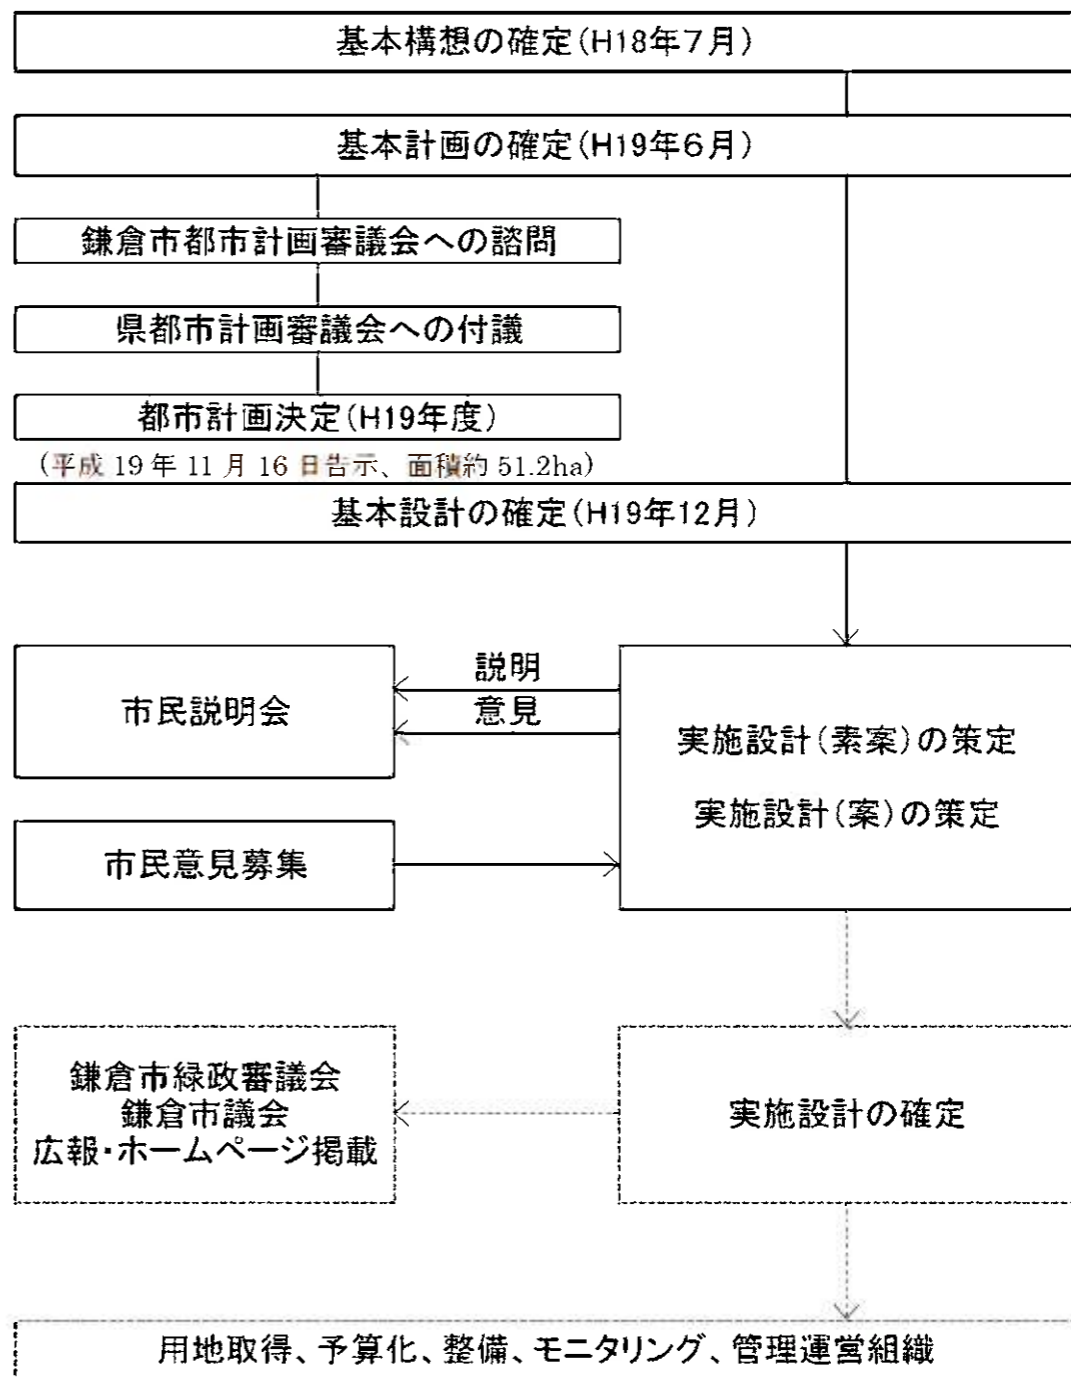 基本構想の確定(H18年7月)
基本計画の確定(H19年6月)
鎌倉市都市計画審議会への諮問
県都市計画審議会への付議
都市計画決定(H19年度)
(平成 19 年 11 月 16 日告示、面積約 51.2ha)
基本設計の確定(H19年12月)
説明
市民説明会
意見
実施設計(素案)の策定
実施設計(案)の策定
市民意見募集
鎌倉市緑政審議会
鎌倉市議会
広報・ホームページ掲載
実施設計の確定
用地取得、予算化、整備、モニタリング、管理運営組織